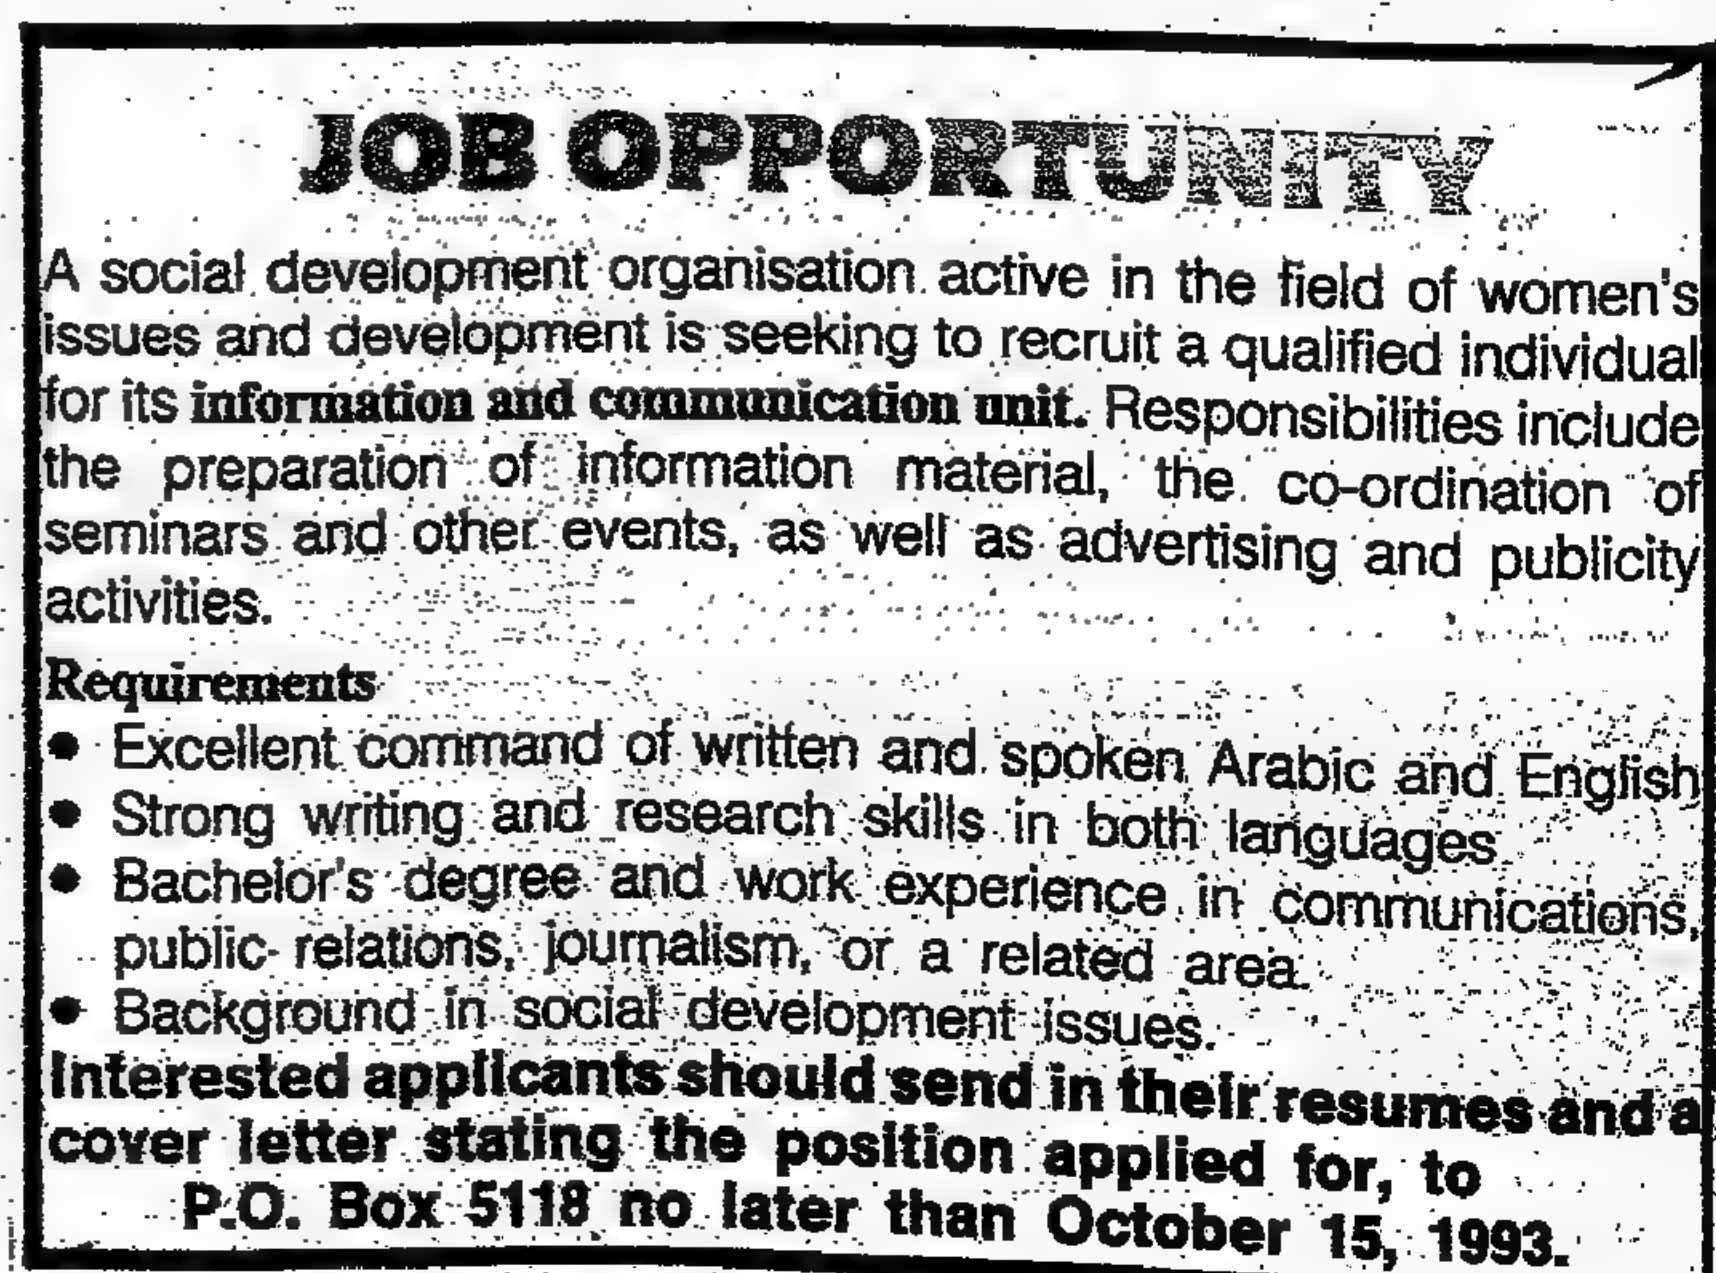 JOB OPPORTUNITY
A social development organisation active in the field of women's
issues and development is seeking to recruit a qualified individual
for its information and communication unit. Responsibilities include
the preparation of information material, the co-ordination of
seminars and other events, as well as advertising and publicity
activities.
Requirements
• Excellent command of written and spoken Arabic and English
• Strong writing and research skills in both languages
• Bachelor's degree and work experience in communications,
public relations, journalism, or a related area.
• Background in social development issues.
Interested applicants should send in their resumes and a
cover letter stating the position applied for, to
P.O. Box 5118 no later than October 15, 1993.